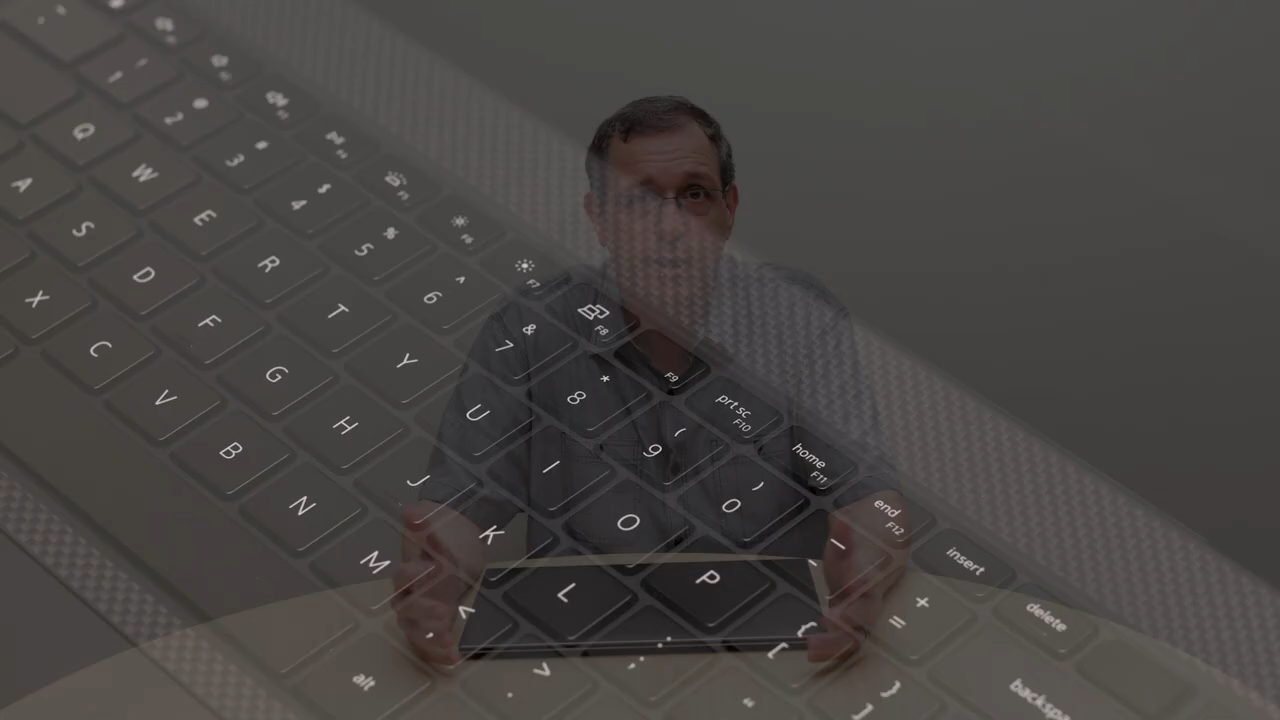 2 3 # 4 $ 5 % 6 ^ 7 & 8 * 9 ( 0 ) - + =
F7 F8 F9 prt sc F10 home F11 end F12 insert delete
Q W E R T Y U I O P { [ } ]
A S D F G H J K L : ;
X C V B N M < , > .
alt